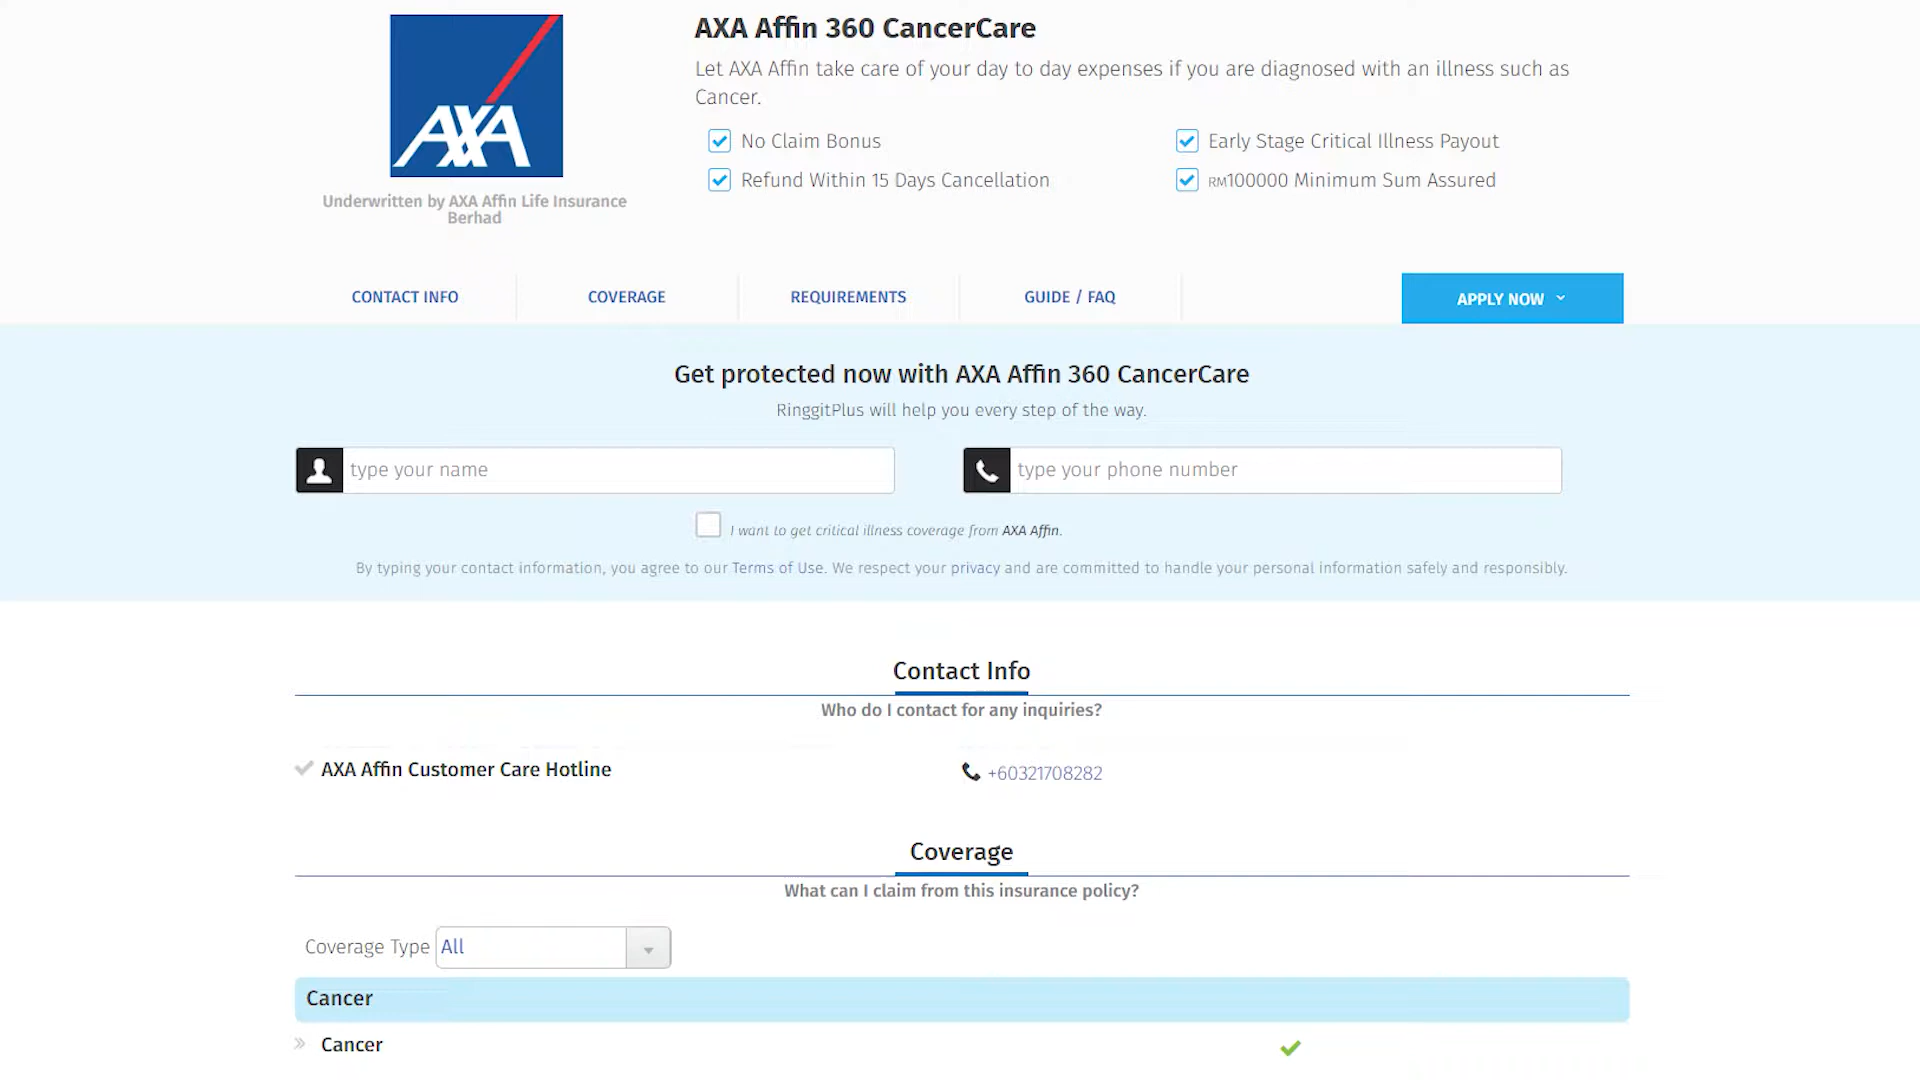 AXA
Underwritten by AXA Affin Life Insurance
Berhad
AXA Affin 360 CancerCare
Let AXA Affin take care of your day to day expenses if you are diagnosed with an illness such as
Cancer.
No Claim Bonus
Early Stage Critical Illness Payout
Refund Within 15 Days Cancellation
RM100000 Minimum Sum Assured
CONTACT INFO
COVERAGE
REQUIREMENTS
GUIDE / FAQ
APPLY NOW
Get protected now with AXA Affin 360 CancerCare
RinggitPlus will help you every step of the way.
type your name
type your phone number
I want to get critical illness coverage from AXA Affin.
By typing your contact information, you agree to our Terms of Use. We respect your privacy and are committed to handle your personal information safely and responsibly.
Contact Info
Who do I contact for any inquiries?
AXA Affin Customer Care Hotline
+60321708282
Coverage
What can I claim from this insurance policy?
Coverage Type All
Cancer
Cancer